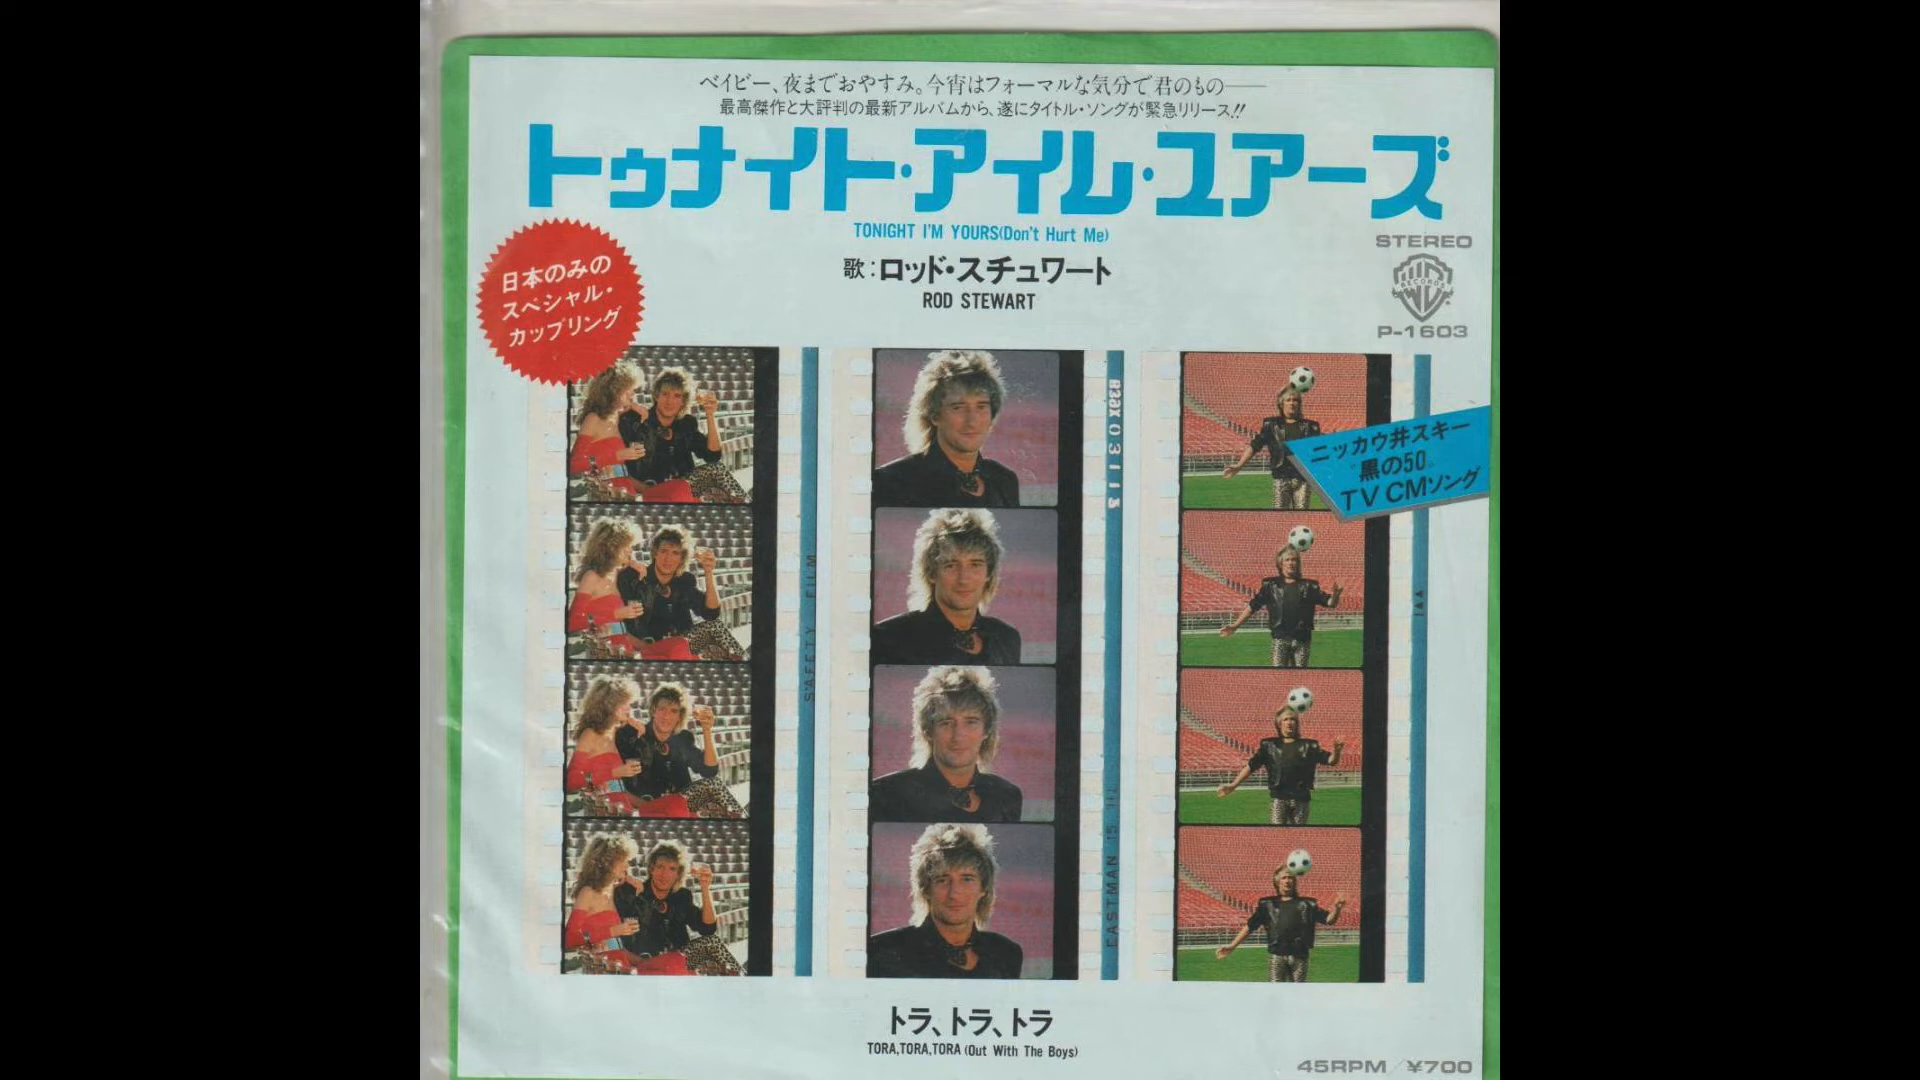 ベイビー、夜までおやすみ。今宵はフォーマルな気分で君のもの――
最高傑作と大評判の最新アルバムから、遂にタイトル・ソングが緊急リリース!!
トゥナイト・アイム・ユアーズ
TONIGHT I'M YOURS(Don't Hurt Me)
歌:ロッド・スチュワート
ROD STEWART
STEREO
RECORDS
P-1603
日本のみの
スペシャル・
カップリング
ニッカウ井スキー
"黒の50"
TV CMソング
SAFETY FILM
EASTMAN 15
トラ、トラ、トラ
TORA,TORA,TORA (Out With The Boys)
45RPM/¥700